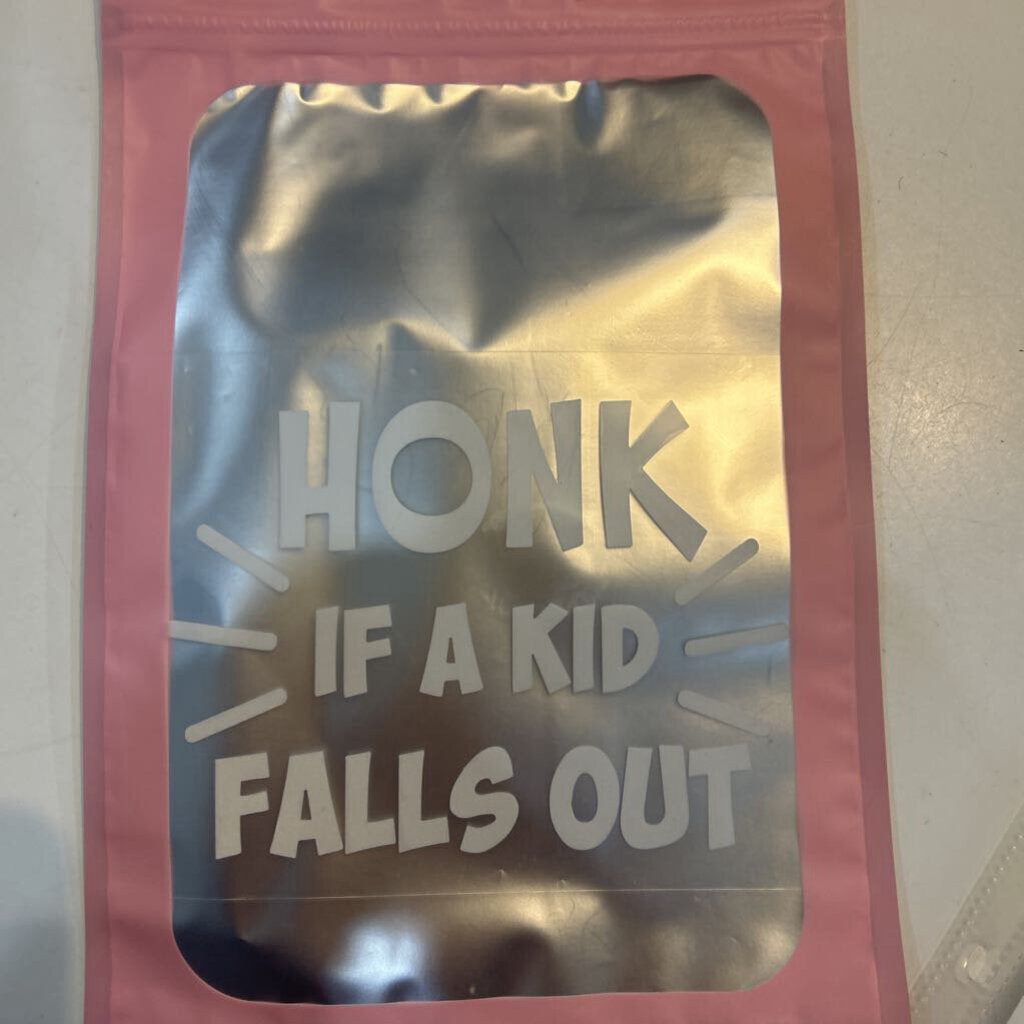 HONK
IF A KID
FALLS OUT